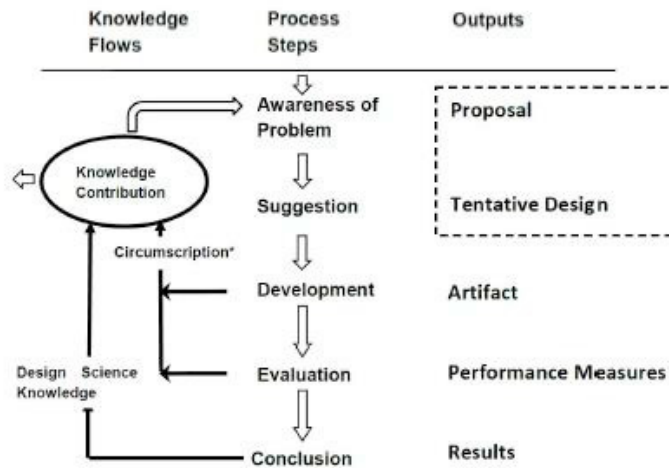 Knowledge Flows
Process Steps
Outputs
Awareness of Problem
Proposal
Knowledge Contribution
Suggestion
Tentative Design
Circumscription*
Development
Artifact
Design Science Knowledge
Evaluation
Performance Measures
Conclusion
Results